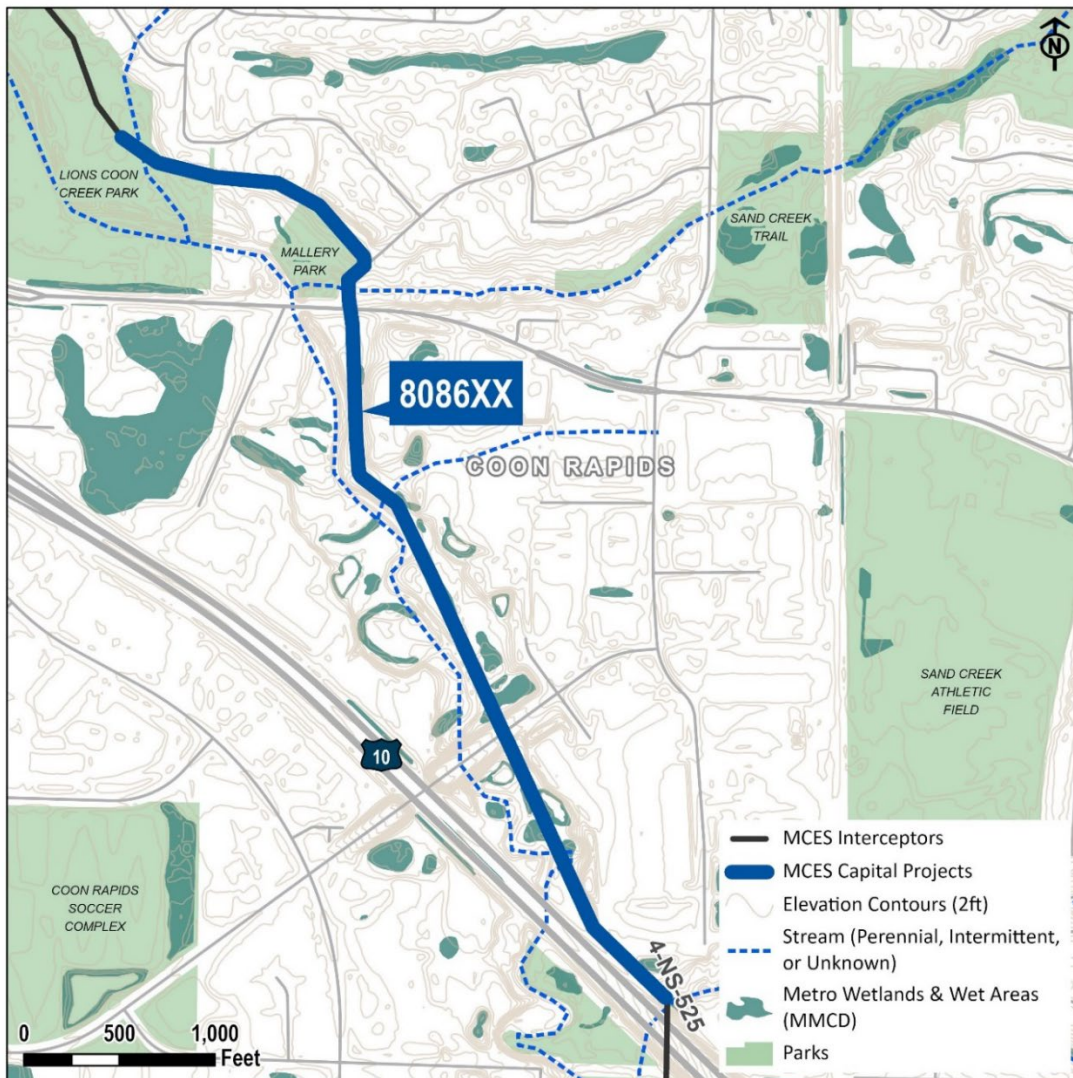 N
LIONS COON
CREEK PARK
MALLERY
PARK
SAND CREEK
TRAIL
8086XX
COON RAPIDS
10
SAND CREEK
ATHLETIC
FIELD
COON RAPIDS
SOCCER
COMPLEX
4-NS-525
MCES Interceptors
MCES Capital Projects
Elevation Contours (2ft)
Stream (Perennial, Intermittent,
or Unknown)
Metro Wetlands & Wet Areas
(MMCD)
Parks
0 500 1,000
Feet